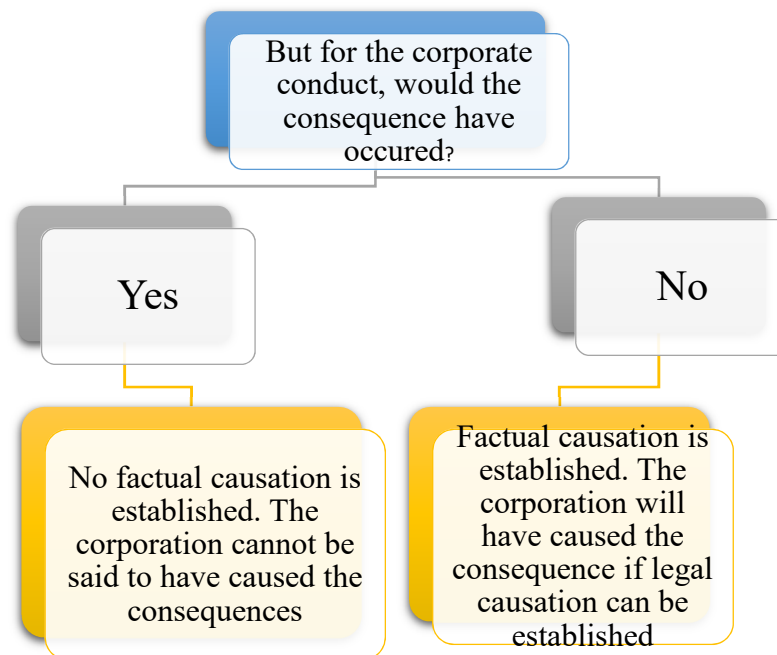 But for the corporate
conduct, would the
consequence have
occured?
Yes
No
No factual causation is
established. The
corporation cannot be
said to have caused the
consequences
Factual causation is
established. The
corporation will
have caused the
consequence if legal
causation can be
established